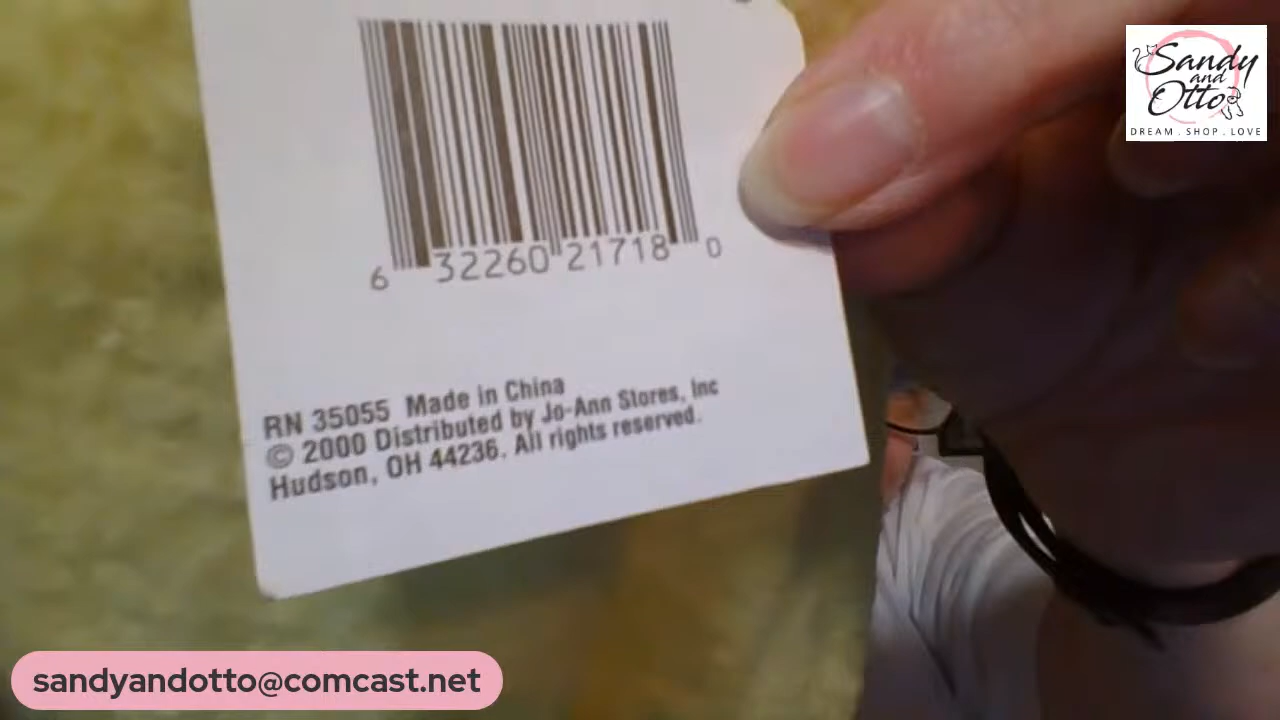 6 32260 21718 0
RN 35055 Made in China
© 2000 Distributed by Jo-Ann Stores, Inc
Hudson, OH 44236. All rights reserved.
Sandy
and
Otto
DREAM . SHOP . LOVE
sandyandotto@comcast.net